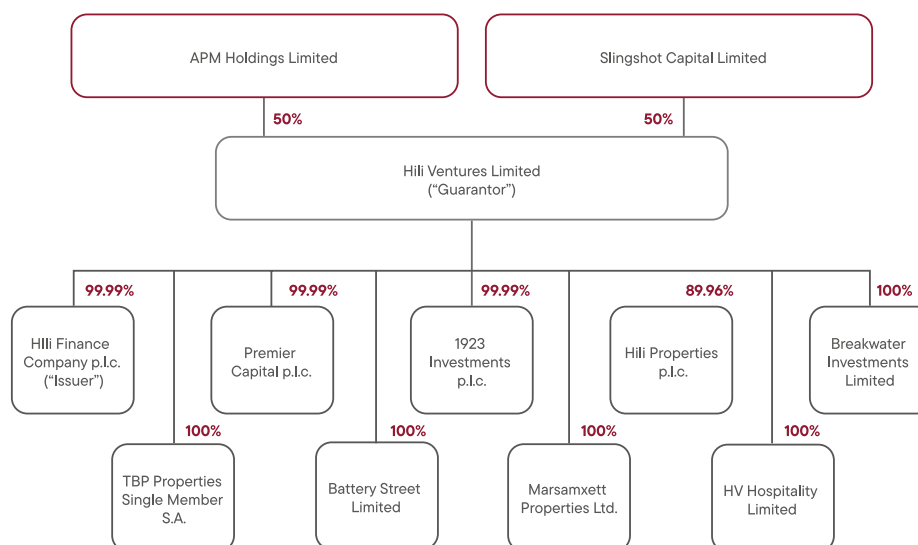 APM Holdings Limited
Slingshot Capital Limited
50%
50%
Hili Ventures Limited
(“Guarantor”)
99.99%
99.99%
99.99%
89.96%
100%
HIli Finance
Company p.l.c.
(“Issuer”)
Premier
Capital p.l.c.
1923
Investments
p.l.c.
Hili Properties
p.l.c.
Breakwater
Investments
Limited
100%
100%
100%
100%
TBP Properties
Single Member
S.A.
Battery Street
Limited
Marsamxett
Properties Ltd.
HV Hospitality
Limited